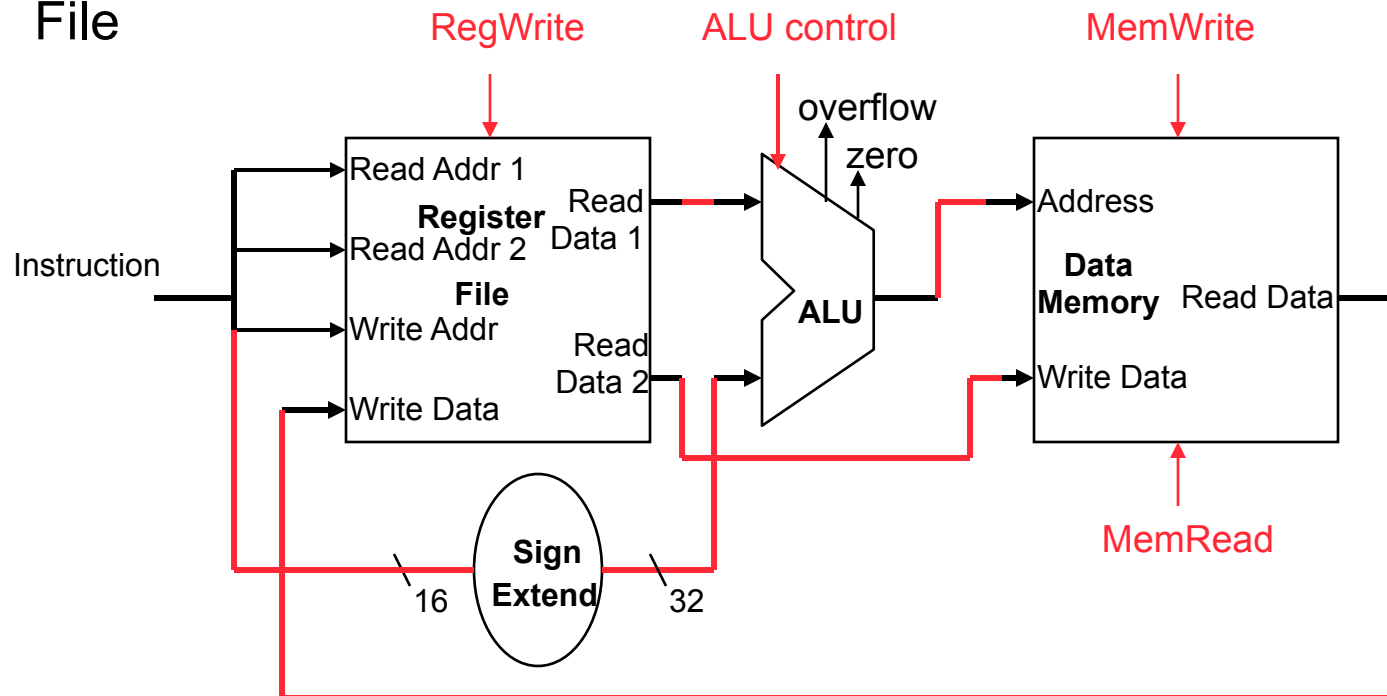 File
RegWrite
ALU control
MemWrite
overflow
zero
Read Addr 1
Register
Read Addr 2
File
Write Addr
Write Data
Read
Data 1
Read
Data 2
Instruction
ALU
Address
Data
Memory
Read Data
Write Data
MemRead
Sign
Extend
16
32